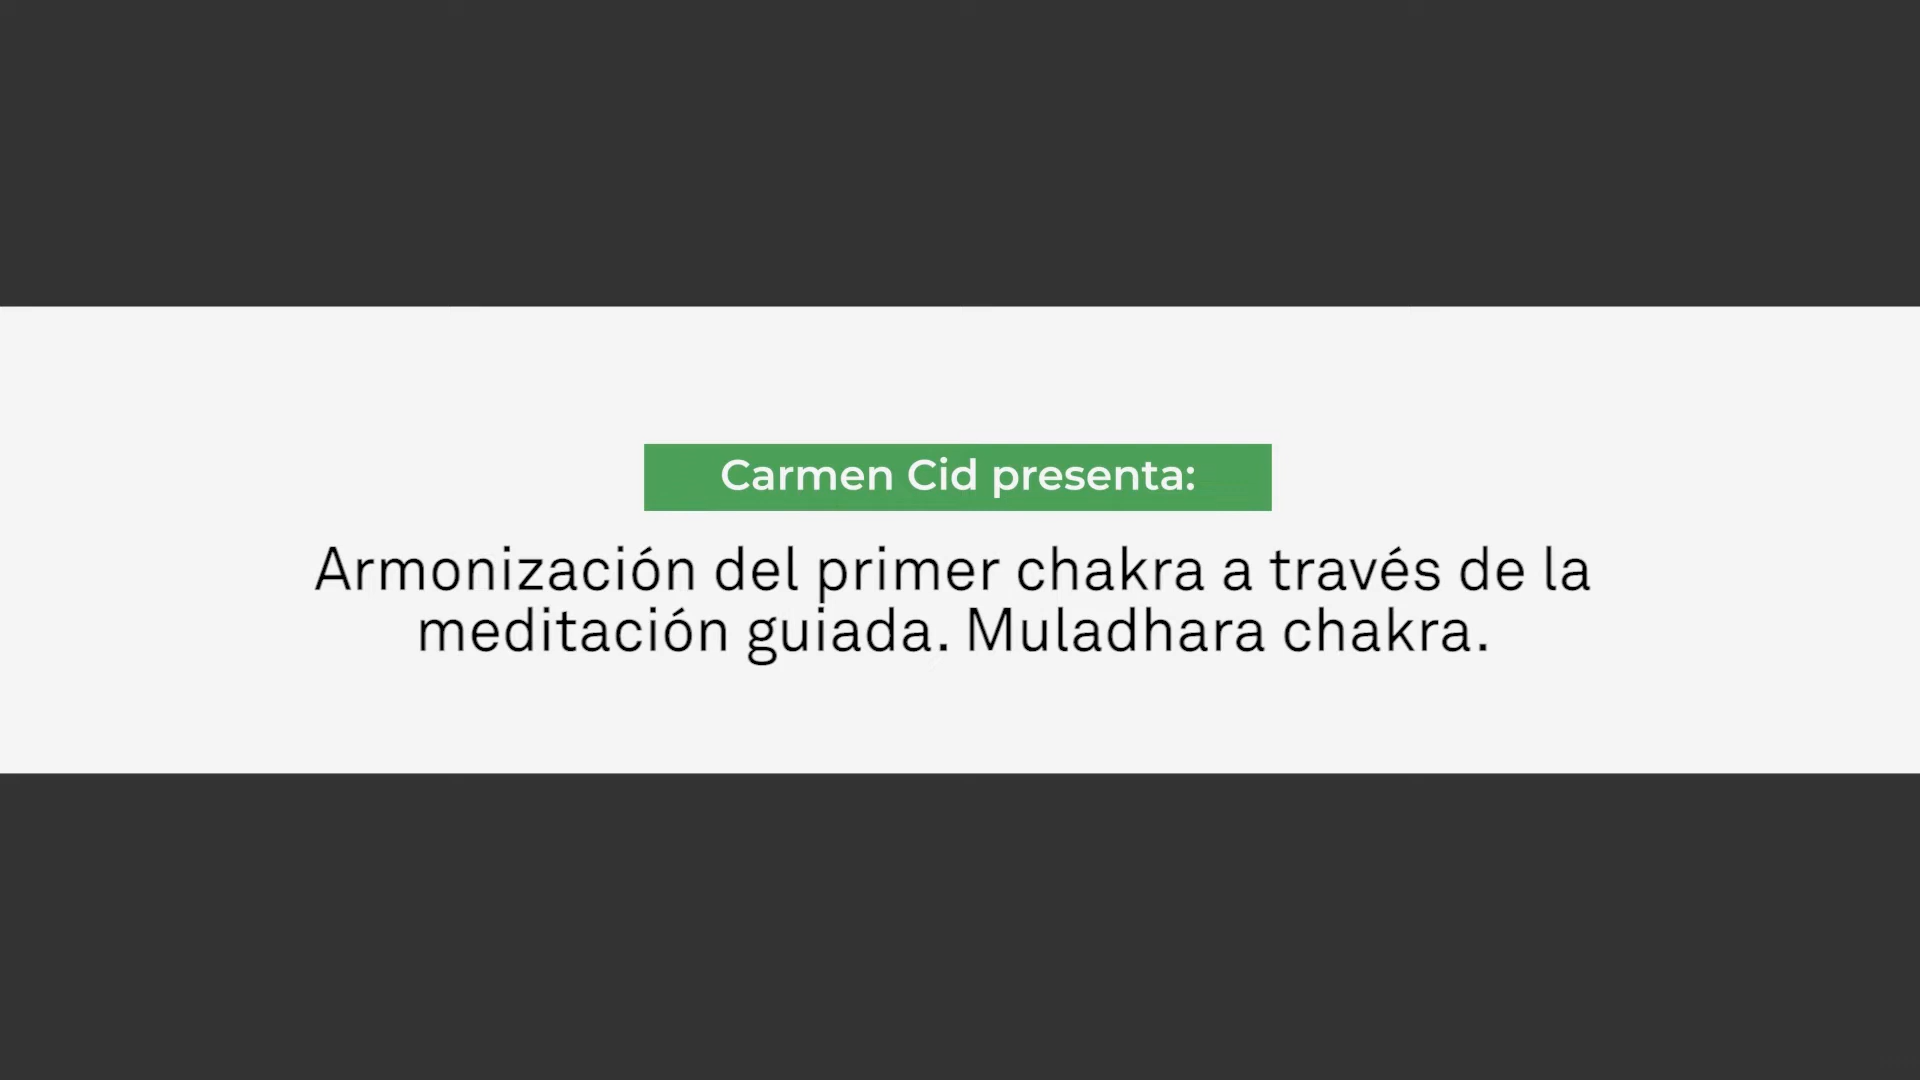 Carmen Cid presenta:
Armonización del primer chakra a través de la
meditación guiada. Muladhara chakra.